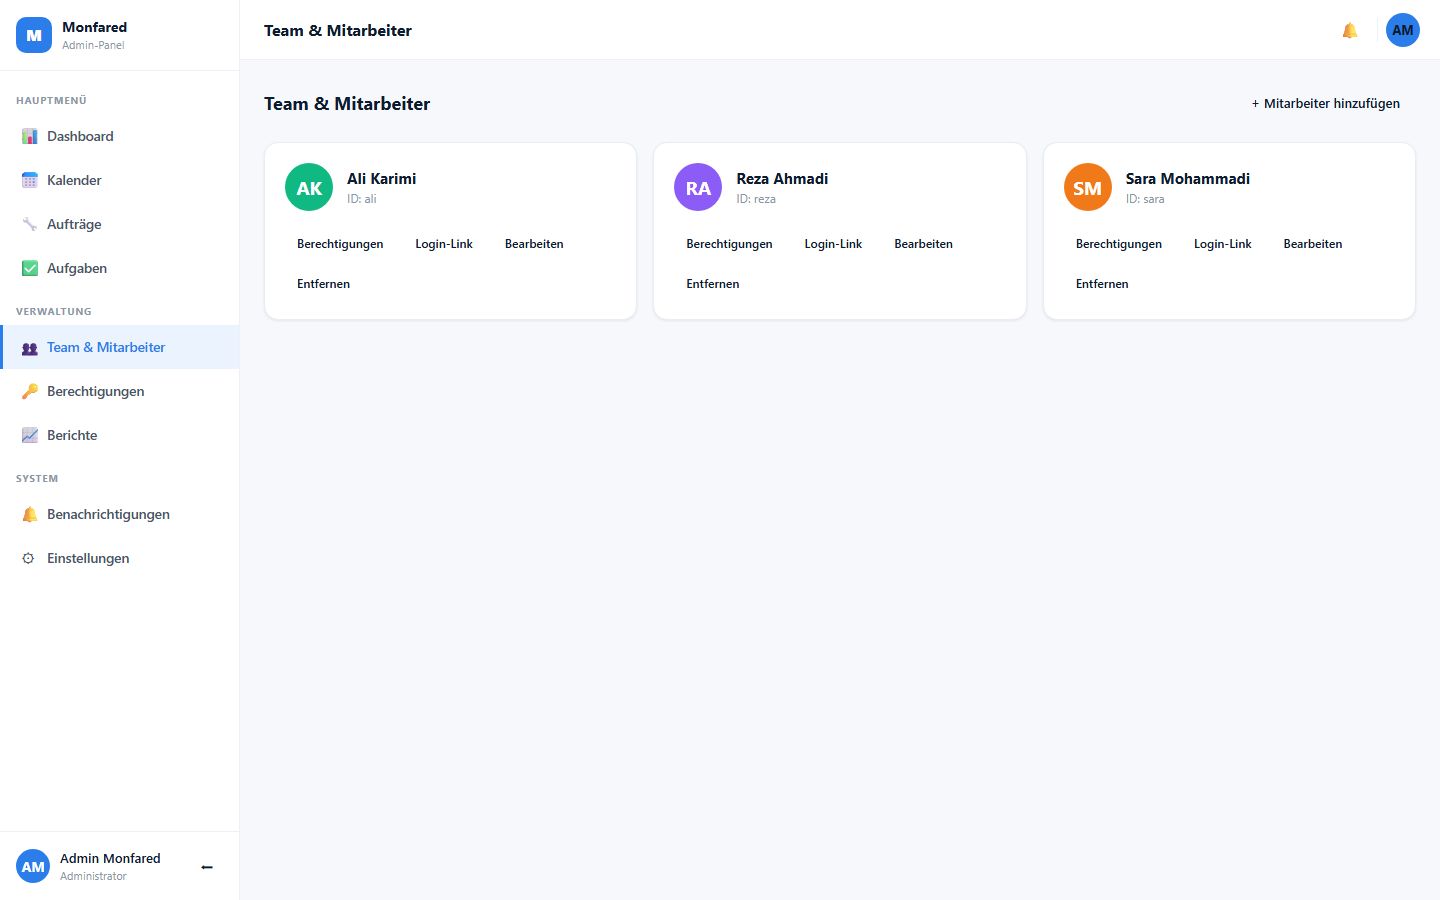 M
Monfared
Admin-Panel
HAUPTMENÜ
Dashboard
Kalender
Aufträge
Aufgaben
VERWALTUNG
Team & Mitarbeiter
Berechtigungen
Berichte
SYSTEM
Benachrichtigungen
Einstellungen
AM
Admin Monfared
Administrator
←
Team & Mitarbeiter
AM
Team & Mitarbeiter
+ Mitarbeiter hinzufügen
AK
Ali Karimi
ID: ali
Berechtigungen Login-Link Bearbeiten
Entfernen
RA
Reza Ahmadi
ID: reza
Berechtigungen Login-Link Bearbeiten
Entfernen
SM
Sara Mohammadi
ID: sara
Berechtigungen Login-Link Bearbeiten
Entfernen